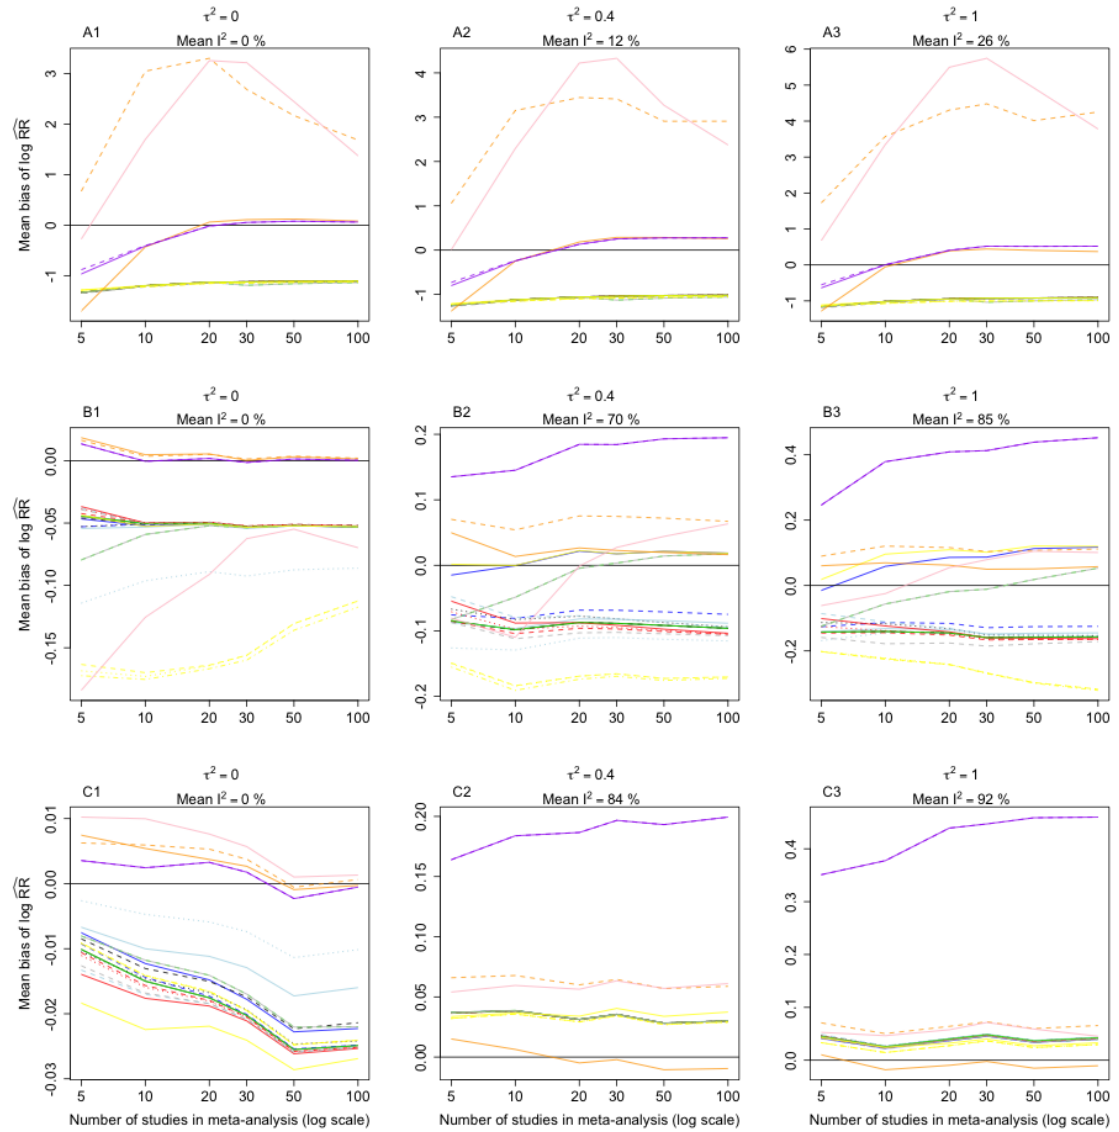 τ² = 0
A1
Mean I² = 0 %
Mean bias of log R̂R
3
2
1
0
-1
5 10 20 30 50 100
τ² = 0.4
A2
Mean I² = 12 %
4
3
2
1
0
-1
5 10 20 30 50 100
τ² = 1
A3
Mean I² = 26 %
6
5
4
3
2
1
0
-1
5 10 20 30 50 100
τ² = 0
B1
Mean I² = 0 %
Mean bias of log R̂R
0.00
-0.05
-0.10
-0.15
5 10 20 30 50 100
τ² = 0.4
B2
Mean I² = 70 %
0.2
0.1
0.0
-0.1
-0.2
5 10 20 30 50 100
τ² = 1
B3
Mean I² = 85 %
0.4
0.2
0.0
-0.2
5 10 20 30 50 100
τ² = 0
C1
Mean I² = 0 %
Mean bias of log R̂R
0.01
0.00
-0.01
-0.02
-0.03
5 10 20 30 50 100
Number of studies in meta-analysis (log scale)
τ² = 0.4
C2
Mean I² = 84 %
0.20
0.15
0.10
0.05
0.00
5 10 20 30 50 100
Number of studies in meta-analysis (log scale)
τ² = 1
C3
Mean I² = 92 %
0.4
0.3
0.2
0.1
0.0
5 10 20 30 50 100
Number of studies in meta-analysis (log scale)